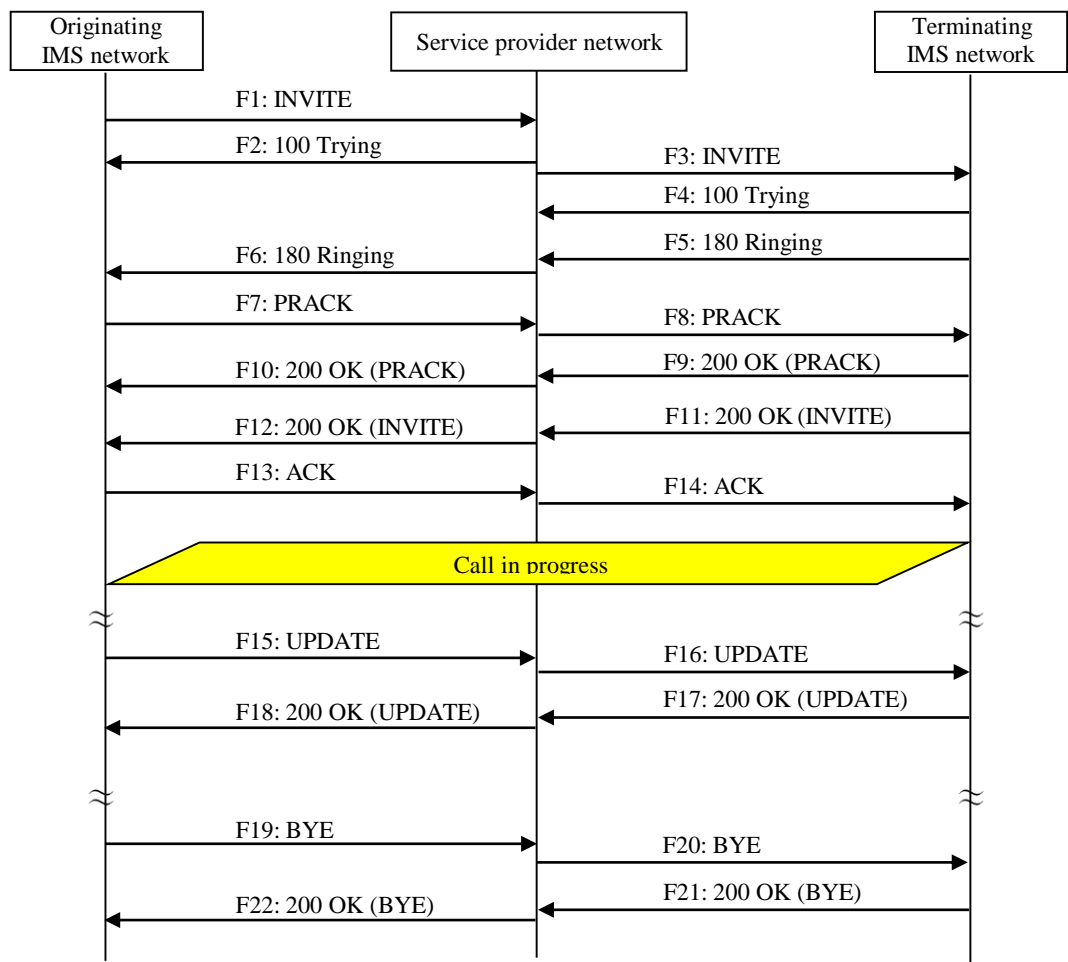 Originating
IMS network
Service provider network
Terminating
IMS network
F1: INVITE
F2: 100 Trying
F3: INVITE
F4: 100 Trying
F5: 180 Ringing
F6: 180 Ringing
F7: PRACK
F8: PRACK
F9: 200 OK (PRACK)
F10: 200 OK (PRACK)
F11: 200 OK (INVITE)
F12: 200 OK (INVITE)
F13: ACK
F14: ACK
Call in progress
F15: UPDATE
F16: UPDATE
F17: 200 OK (UPDATE)
F18: 200 OK (UPDATE)
F19: BYE
F20: BYE
F21: 200 OK (BYE)
F22: 200 OK (BYE)